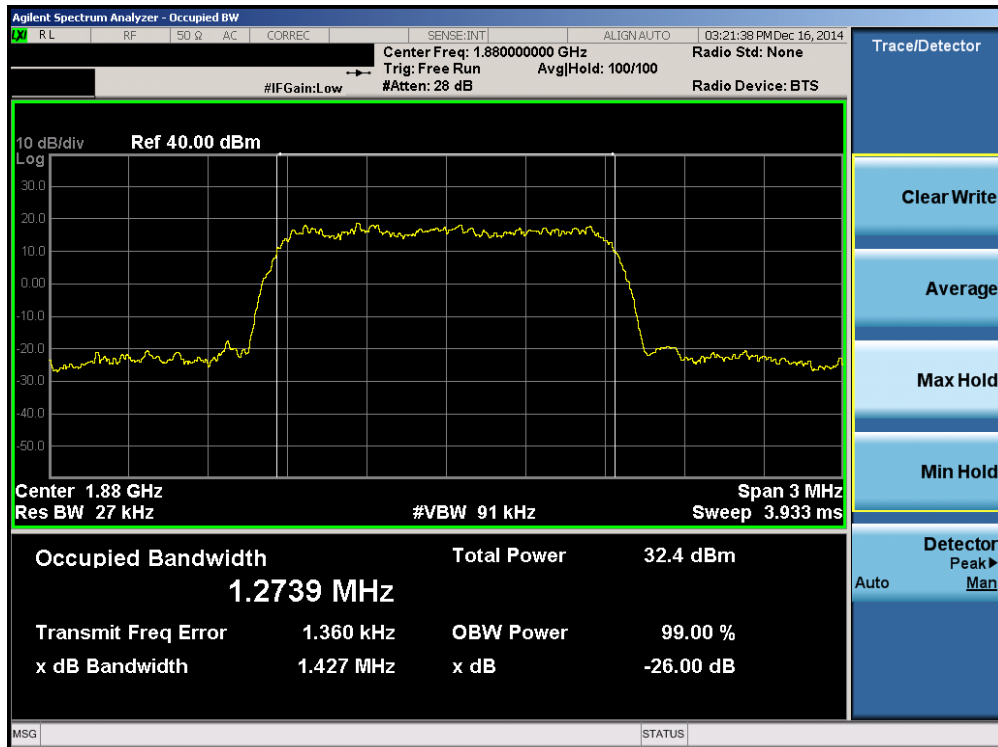 Agilent Spectrum Analyzer - Occupied BW
LXI RL RF 50 Ω AC CORREC SENSE:INT ALIGN AUTO 03:21:38 PM Dec 16, 2014
Center Freq: 1.880000000 GHz Radio Std: None
Trig: Free Run Avg|Hold: 100/100
#IFGain:Low #Atten: 28 dB Radio Device: BTS
10 dB/div Ref 40.00 dBm
Log
30.0
20.0
10.0
0.00
-10.0
-20.0
-30.0
-40.0
-50.0
Center 1.88 GHz Span 3 MHz
Res BW 27 kHz #VBW 91 kHz Sweep 3.933 ms
Occupied Bandwidth Total Power 32.4 dBm
1.2739 MHz
Transmit Freq Error 1.360 kHz OBW Power 99.00 %
x dB Bandwidth 1.427 MHz x dB -26.00 dB
MSG STATUS
Trace/Detector
Clear Write
Average
Max Hold
Min Hold
Detector
Peak▶
Auto Man